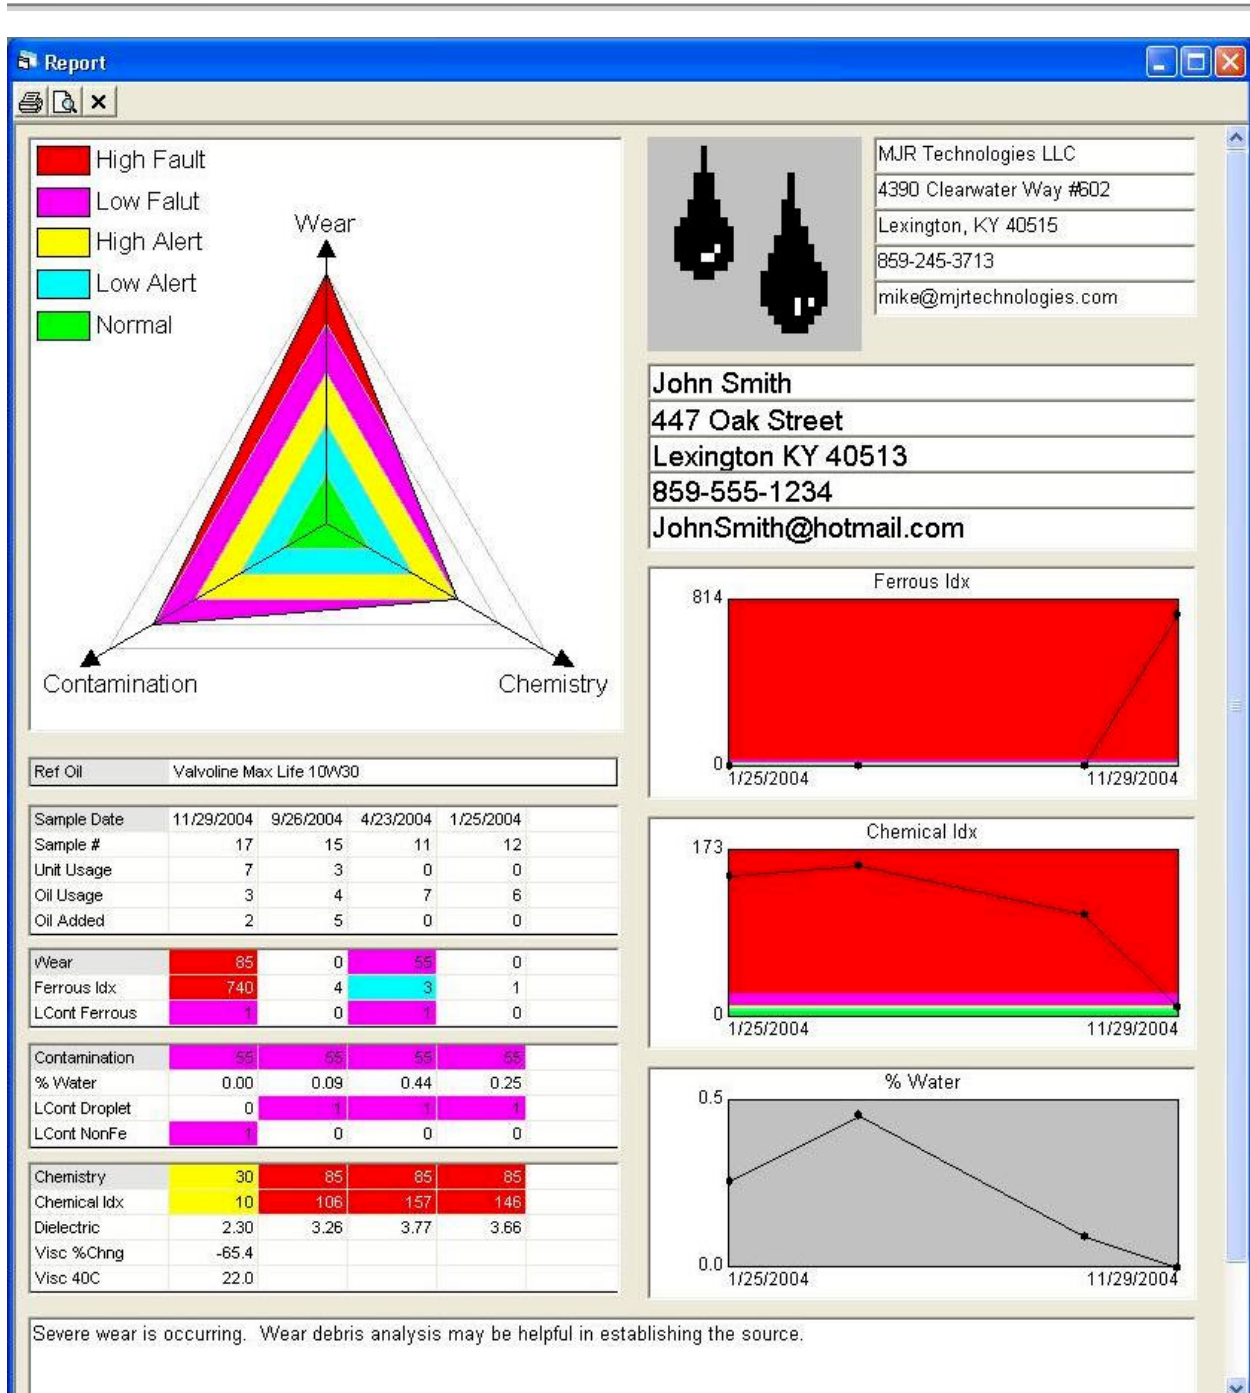 Report
High Fault
Low Falut
High Alert
Low Alert
Normal
Wear
Contamination
Chemistry
MJR Technologies LLC
4390 Clearwater Way #602
Lexington, KY 40515
859-245-3713
mike@mjrtechnologies.com
John Smith
447 Oak Street
Lexington KY 40513
859-555-1234
JohnSmith@hotmail.com
Ferrous Idx
814
0
1/25/2004 11/29/2004
Chemical Idx
173
0
1/25/2004 11/29/2004
% Water
0.5
0.0
1/25/2004 11/29/2004
Ref Oil Valvoline Max Life 10W30
Sample Date 11/29/2004 9/26/2004 4/23/2004 1/25/2004
Sample # 17 15 11 12
Unit Usage 7 3 0 0
Oil Usage 3 4 7 6
Oil Added 2 5 0 0
Wear 85 0 55 0
Ferrous Idx 740 4 3 1
LCont Ferrous 1 0 1 0
Contamination 55 55 55 55
% Water 0.00 0.09 0.44 0.25
LCont Droplet 0 1 1 1
LCont NonFe 1 0 0 0
Chemistry 30 85 85 85
Chemical Idx 10 106 157 146
Dielectric 2.30 3.26 3.77 3.66
Visc %Chng -65.4
Visc 40C 22.0
Severe wear is occurring. Wear debris analysis may be helpful in establishing the source.